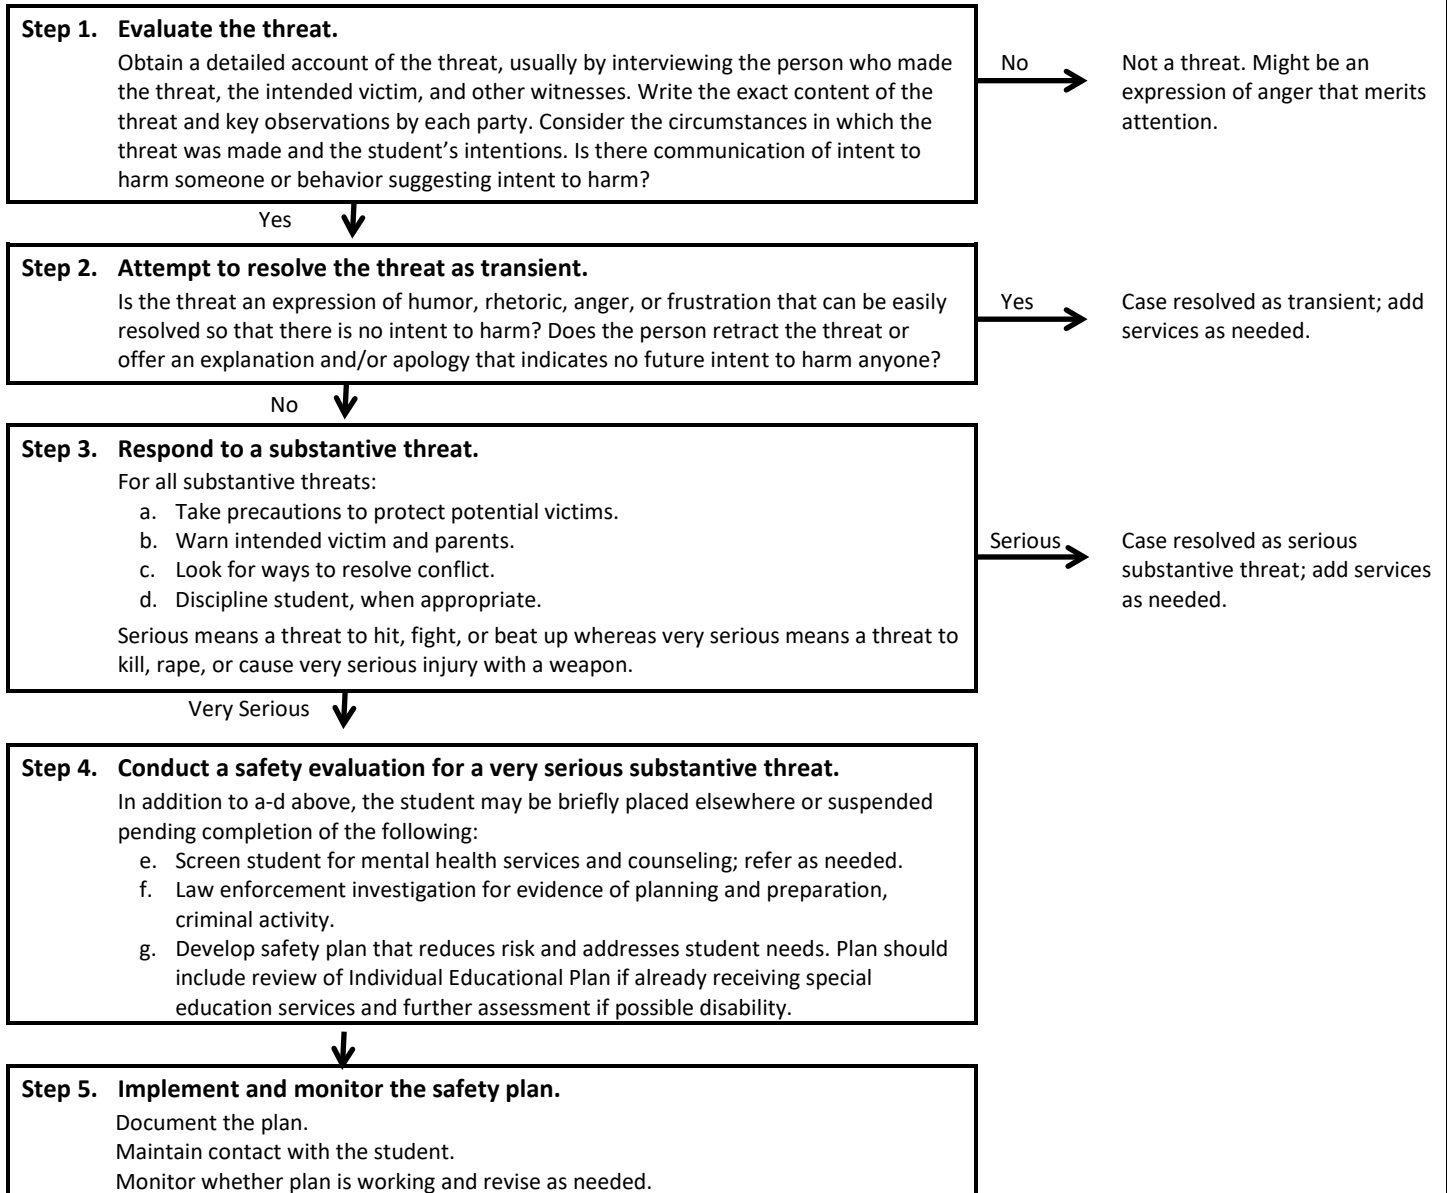 Step 1. Evaluate the threat.
Obtain a detailed account of the threat, usually by interviewing the person who made
the threat, the intended victim, and other witnesses. Write the exact content of the
threat and key observations by each party. Consider the circumstances in which the
threat was made and the student’s intentions. Is there communication of intent to
harm someone or behavior suggesting intent to harm?
No
Not a threat. Might be an
expression of anger that merits
attention.
Yes
Step 2. Attempt to resolve the threat as transient.
Is the threat an expression of humor, rhetoric, anger, or frustration that can be easily
resolved so that there is no intent to harm? Does the person retract the threat or
offer an explanation and/or apology that indicates no future intent to harm anyone?
Yes
Case resolved as transient; add
services as needed.
No
Step 3. Respond to a substantive threat.
For all substantive threats:
a. Take precautions to protect potential victims.
b. Warn intended victim and parents.
c. Look for ways to resolve conflict.
d. Discipline student, when appropriate.
Serious means a threat to hit, fight, or beat up whereas very serious means a threat to
kill, rape, or cause very serious injury with a weapon.
Serious
Case resolved as serious
substantive threat; add services
as needed.
Very Serious
Step 4. Conduct a safety evaluation for a very serious substantive threat.
In addition to a-d above, the student may be briefly placed elsewhere or suspended
pending completion of the following:
e. Screen student for mental health services and counseling; refer as needed.
f. Law enforcement investigation for evidence of planning and preparation,
criminal activity.
g. Develop safety plan that reduces risk and addresses student needs. Plan should
include review of Individual Educational Plan if already receiving special
education services and further assessment if possible disability.
Step 5. Implement and monitor the safety plan.
Document the plan.
Maintain contact with the student.
Monitor whether plan is working and revise as needed.